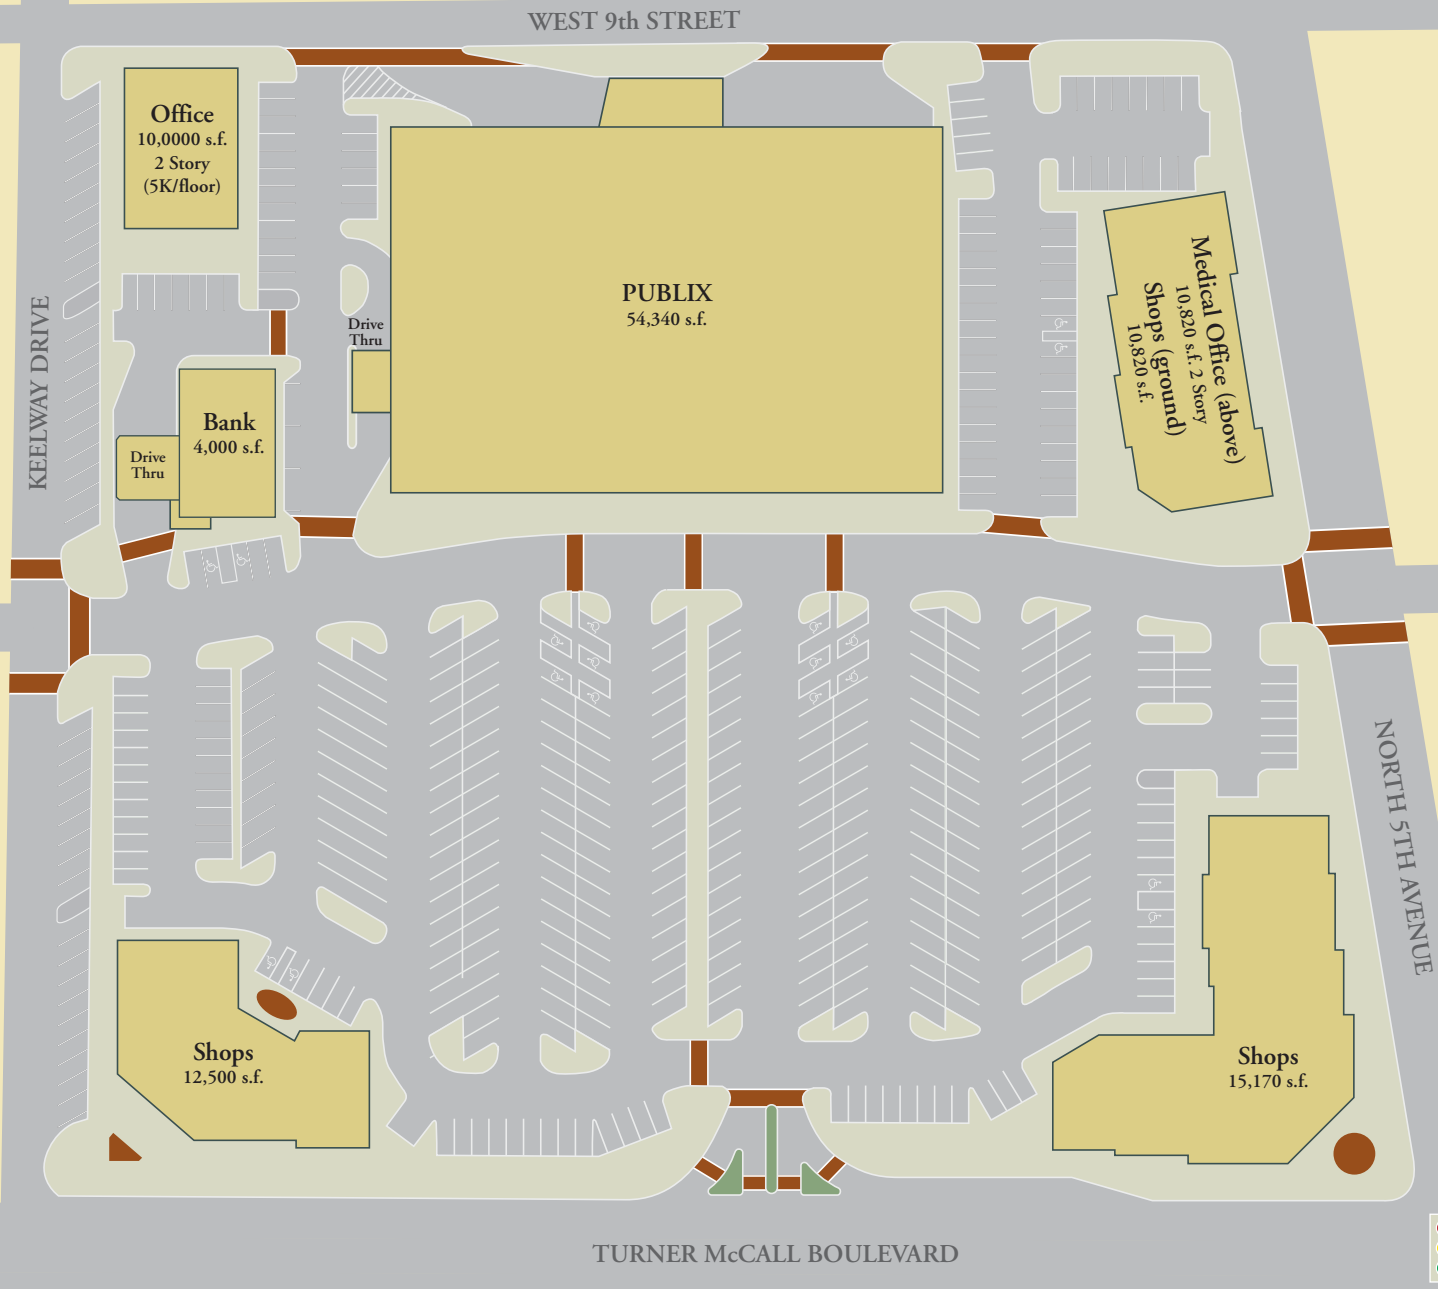 WEST 9th STREET
Office
10,0000 s.f.
2 Story
(5K/floor)
PUBLIX
54,340 s.f.
Drive
Thru
Medical Office (above)
10,820 s.f. 2 Story
Shops (ground)
10,820 s.f.
KEELWAY DRIVE
Bank
4,000 s.f.
Drive
Thru
NORTH 5TH AVENUE
Shops
12,500 s.f.
Shops
15,170 s.f.
TURNER McCALL BOULEVARD